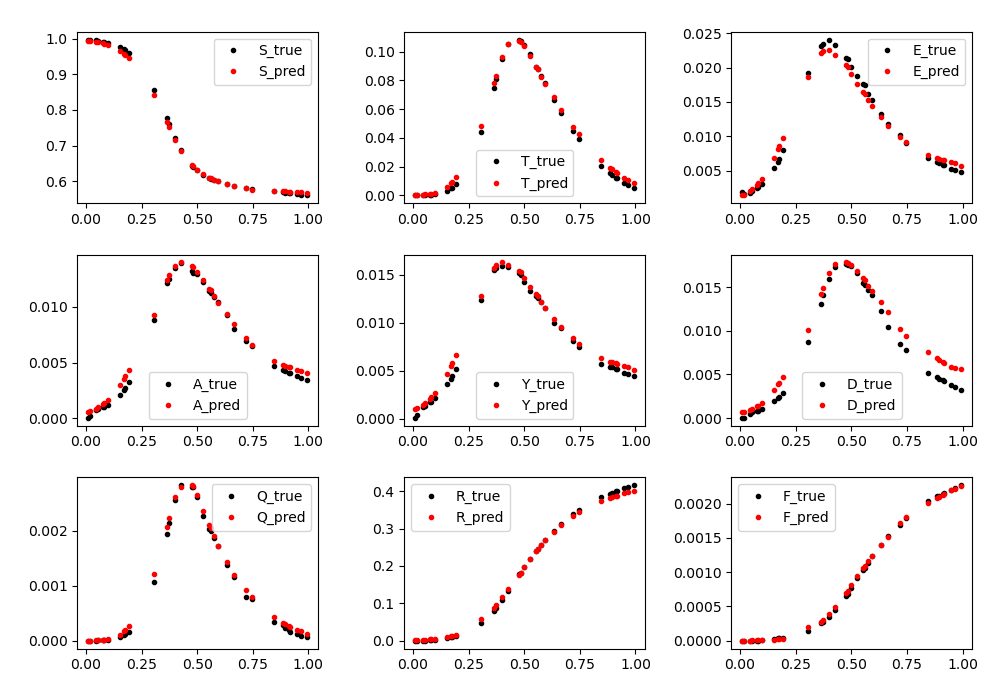 1.0
0.9
0.8
0.7
0.6
0.00 0.25 0.50 0.75 1.00
S_true
S_pred
0.10
0.08
0.06
0.04
0.02
0.00
0.00 0.25 0.50 0.75 1.00
T_true
T_pred
0.025
0.020
0.015
0.010
0.005
0.00 0.25 0.50 0.75 1.00
E_true
E_pred
0.010
0.005
0.000
0.00 0.25 0.50 0.75 1.00
A_true
A_pred
0.015
0.010
0.005
0.000
0.00 0.25 0.50 0.75 1.00
Y_true
Y_pred
0.015
0.010
0.005
0.000
0.00 0.25 0.50 0.75 1.00
D_true
D_pred
0.002
0.001
0.000
0.00 0.25 0.50 0.75 1.00
Q_true
Q_pred
0.4
0.3
0.2
0.1
0.0
0.00 0.25 0.50 0.75 1.00
R_true
R_pred
0.0020
0.0015
0.0010
0.0005
0.0000
0.00 0.25 0.50 0.75 1.00
F_true
F_pred